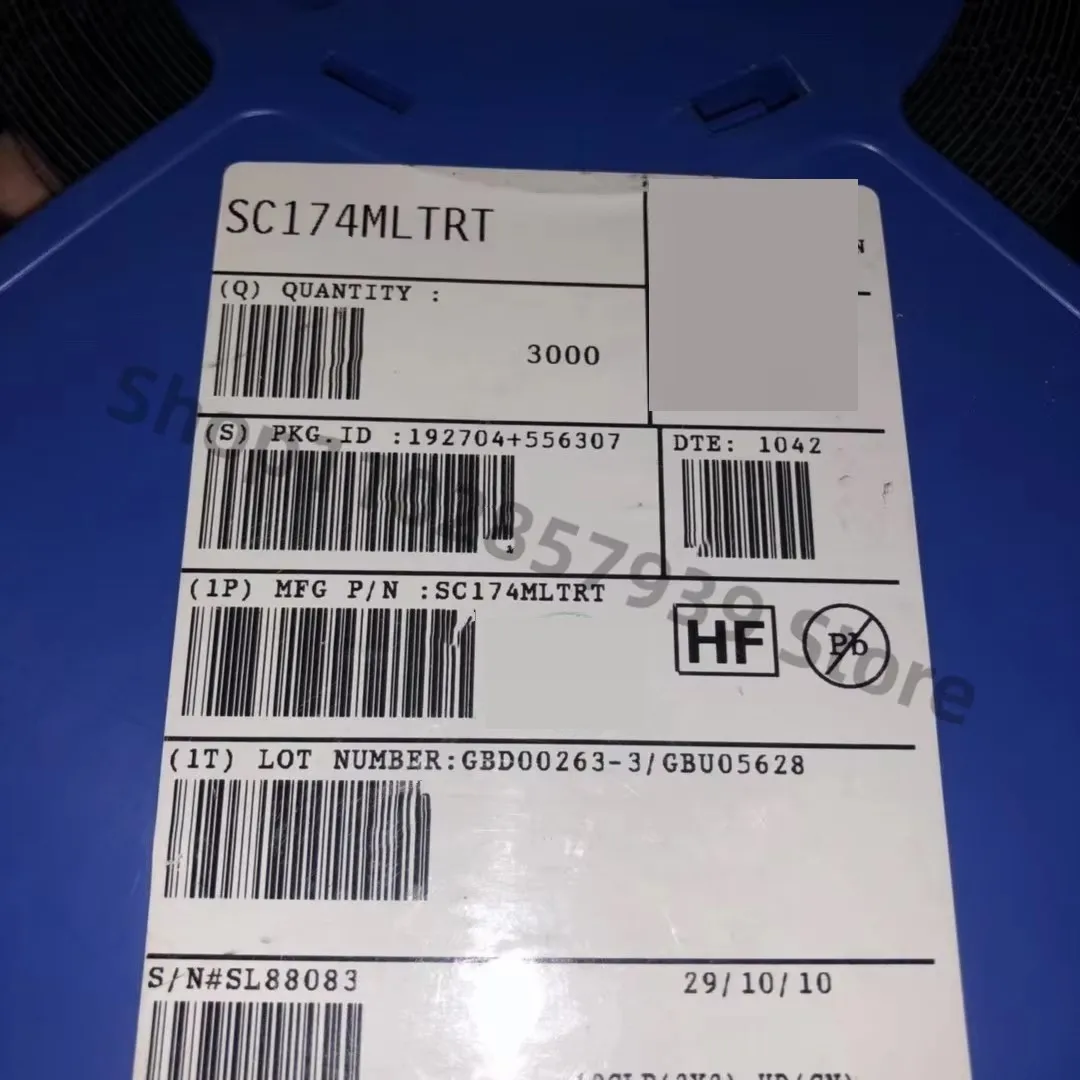 SC174MLTRT
N
(Q) QUANTITY :
3000
(S) PKG.ID :192704+556307
DTE: 1042
(1P) MFG P/N :SC174MLTRT
HF
Pb
(1T) LOT NUMBER:GBD00263-3/GBU05628
S/N#SL88083
29/10/10
Store